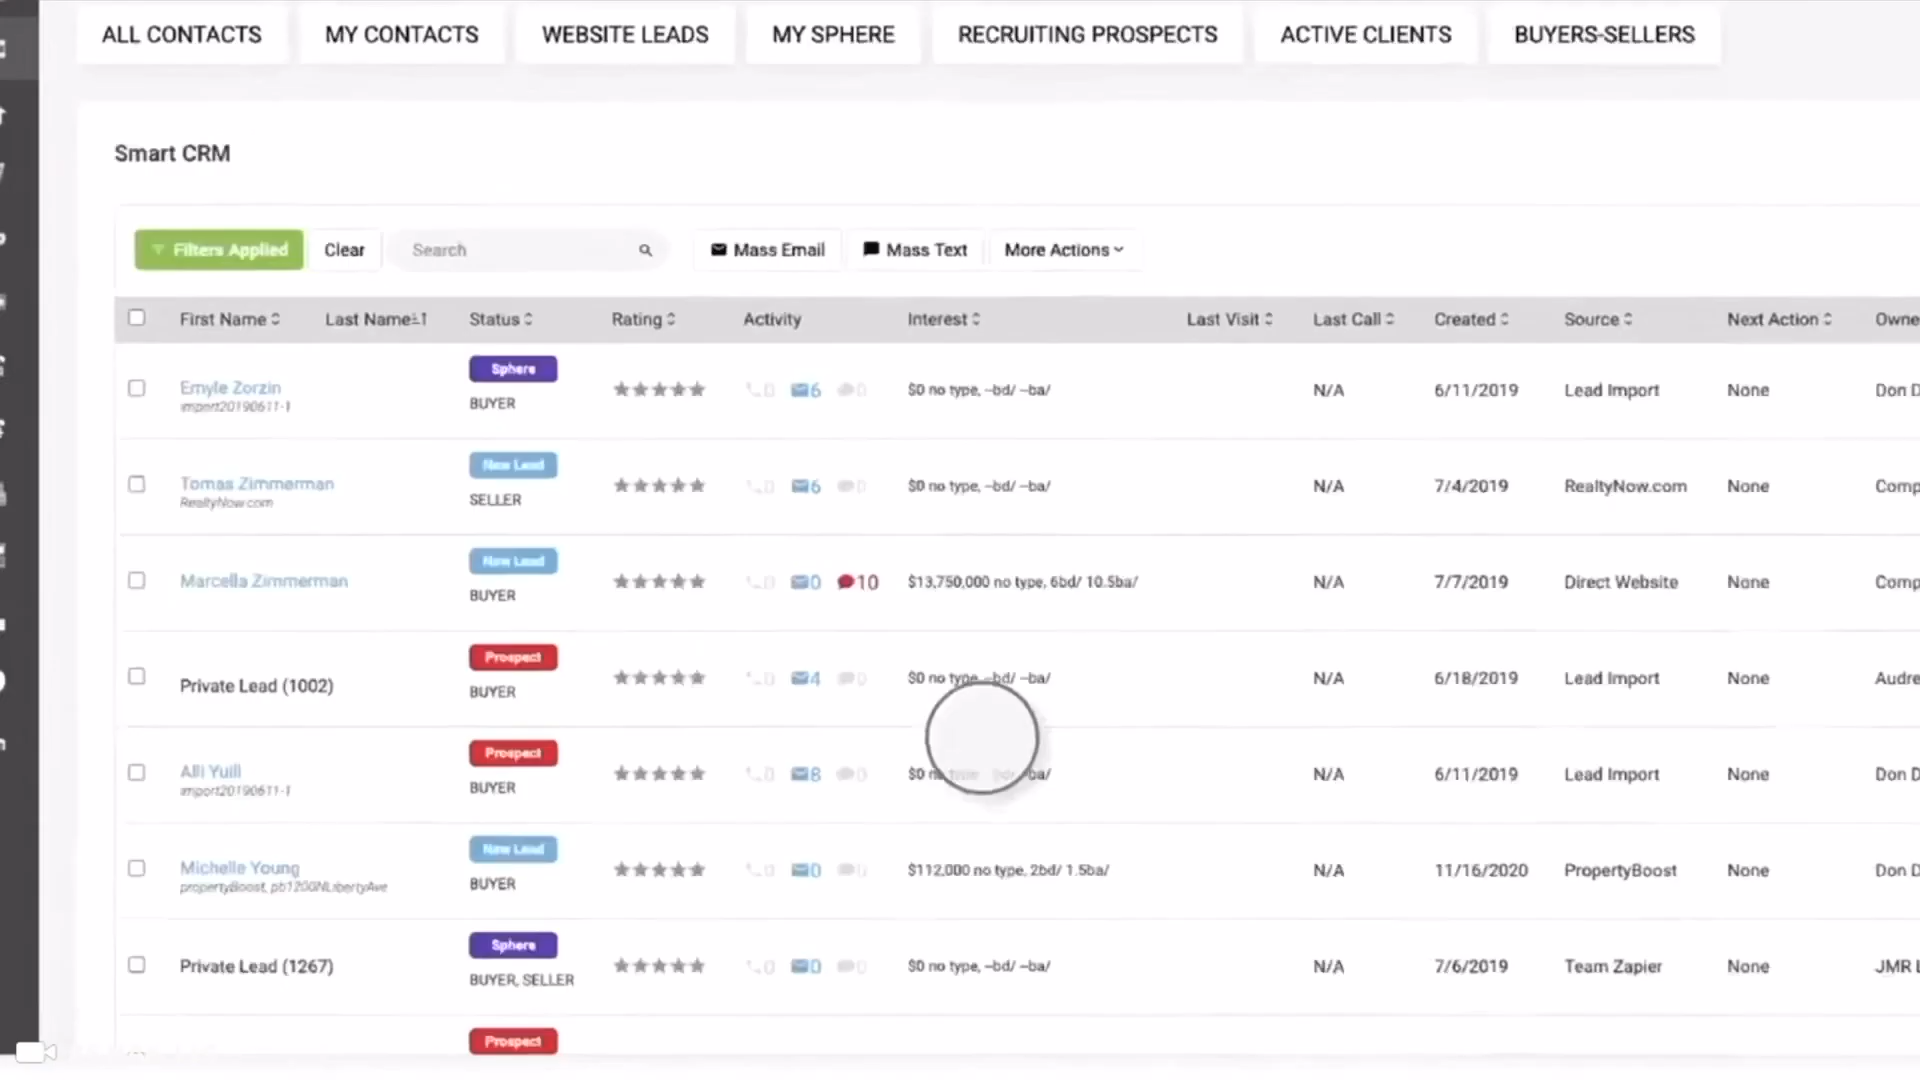 ALL CONTACTS MY CONTACTS WEBSITE LEADS MY SPHERE RECRUITING PROSPECTS ACTIVE CLIENTS BUYERS-SELLERS
Smart CRM
Filters Applied Clear Search Mass Email Mass Text More Actions
First Name Last Name Status Rating Activity Interest Last Visit Last Call Created Source Next Action Owne
Sphere
Emyle Zorzin 0 6 0 $0 no type, --bd/ --ba/ N/A 6/11/2019 Lead Import None Don D
import20190611-1 BUYER
New Lead
Tomas Zimmerman 0 6 0 $0 no type, --bd/ --ba/ N/A 7/4/2019 RealtyNow.com None Comp
RealtyNow.com SELLER
New Lead
Marcella Zimmerman 0 0 10 $13,750,000 no type, 6bd/ 10.5ba/ N/A 7/7/2019 Direct Website None Comp
BUYER
Prospect
Private Lead (1002) 0 4 0 $0 no type, --bd/ --ba/ N/A 6/18/2019 Lead Import None Audre
BUYER
Prospect
Alli Yuill 0 8 0 $0 --ba/ N/A 6/11/2019 Lead Import None Don D
import20190611-1 BUYER
New Lead
Michelle Young 0 0 0 $112,000 no type, 2bd/ 1.5ba/ N/A 11/16/2020 PropertyBoost None Don D
propertyBoost, pb1200NLibertyAve BUYER
Sphere
Private Lead (1267) 0 0 0 $0 no type, --bd/ --ba/ N/A 7/6/2019 Team Zapier None JMR L
BUYER, SELLER
Prospect